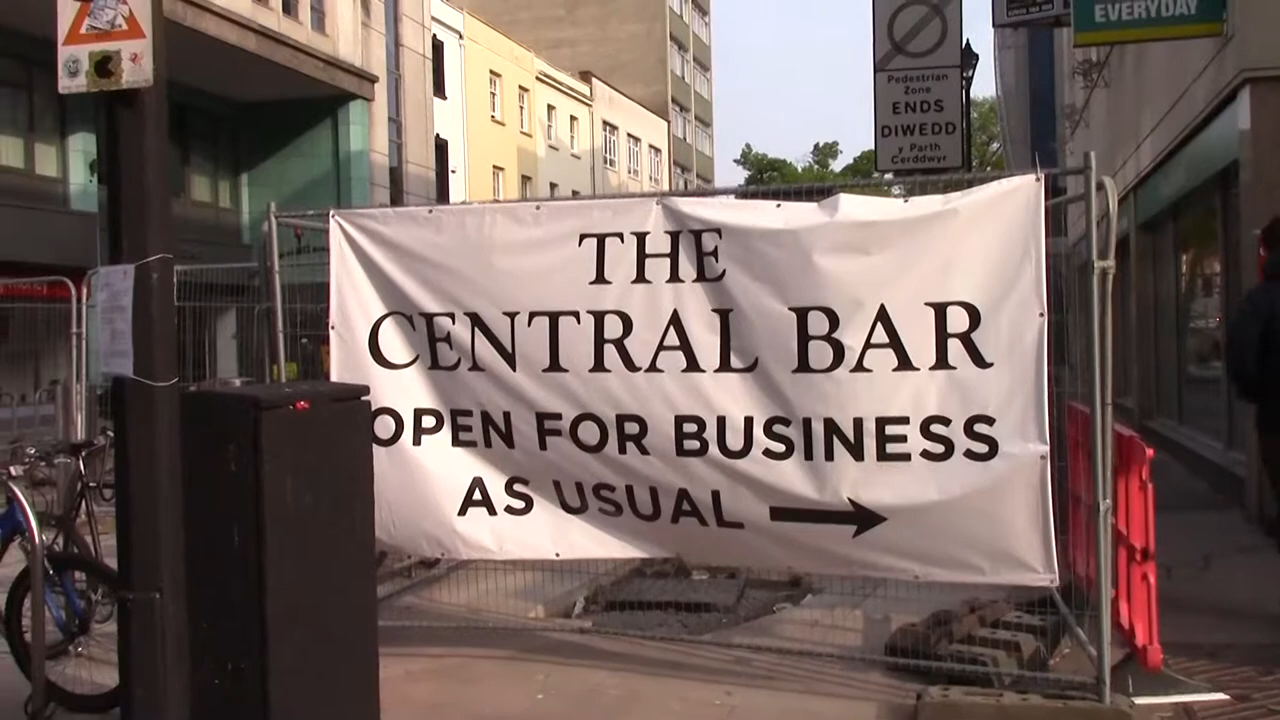 EVERYDAY
Pedestrian
Zone
ENDS
DIWEDD
y Parth
Cerddwyr
THE
CENTRAL BAR
OPEN FOR BUSINESS
AS USUAL